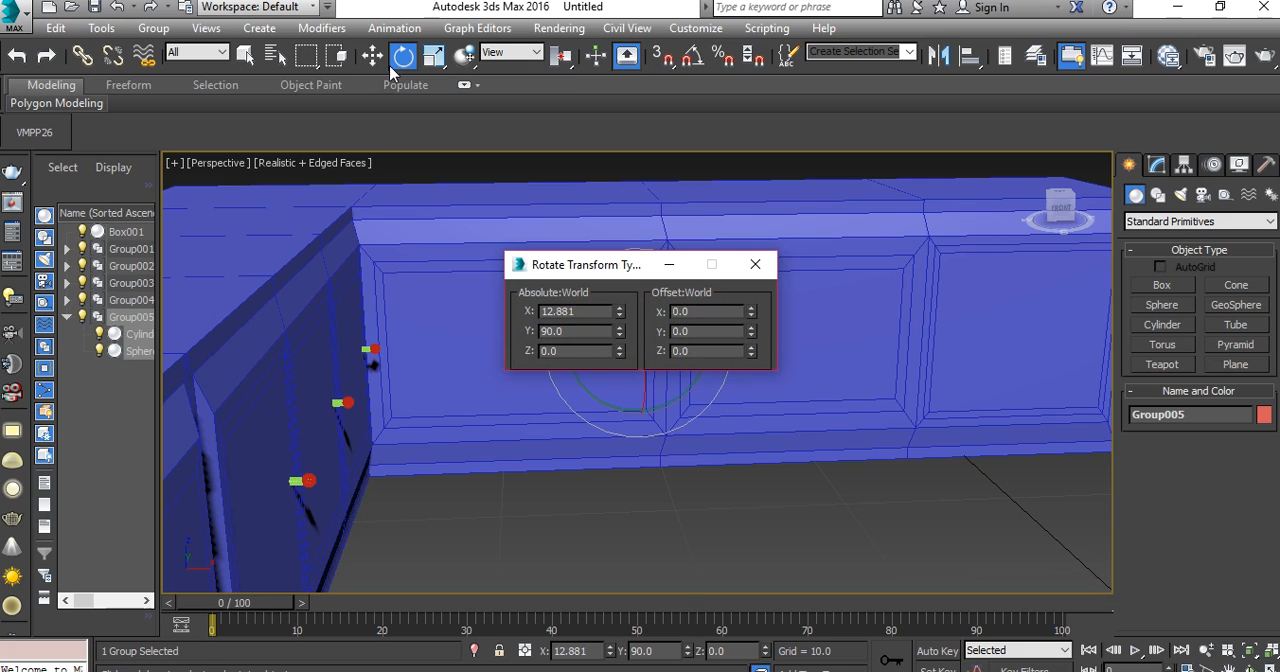 Workspace: Default
Autodesk 3ds Max 2016 Untitled
Type a keyword or phrase
Sign In
MAX
Edit Tools Group Views Create Modifiers Animation Graph Editors Rendering Civil View Customize Scripting Help
All
View
3
ABC
Create Selection Se
Modeling Freeform Selection Object Paint Populate
Polygon Modeling
VMPP26
Select Display
[+] [Perspective] [Realistic + Edged Faces]
Name (Sorted Ascen
Box001
Group001
Group002
Group003
Group004
Group005
Cylind
Spher
FRONT
Rotate Transform Ty...
Absolute:World Offset:World
X: 12.881 X: 0.0
Y: 90.0 Y: 0.0
Z: 0.0 Z: 0.0
Standard Primitives
- Object Type
AutoGrid
Box Cone
Sphere GeoSphere
Cylinder Tube
Torus Pyramid
Teapot Plane
- Name and Color
Group005
< 0 / 100 >
0 10 20 30 40 50 60 70 80 90 100
1 Group Selected X: 12.881 Y: 90.0 Z: 0.0 Grid = 10.0 Auto Key Selected
Welcome to M